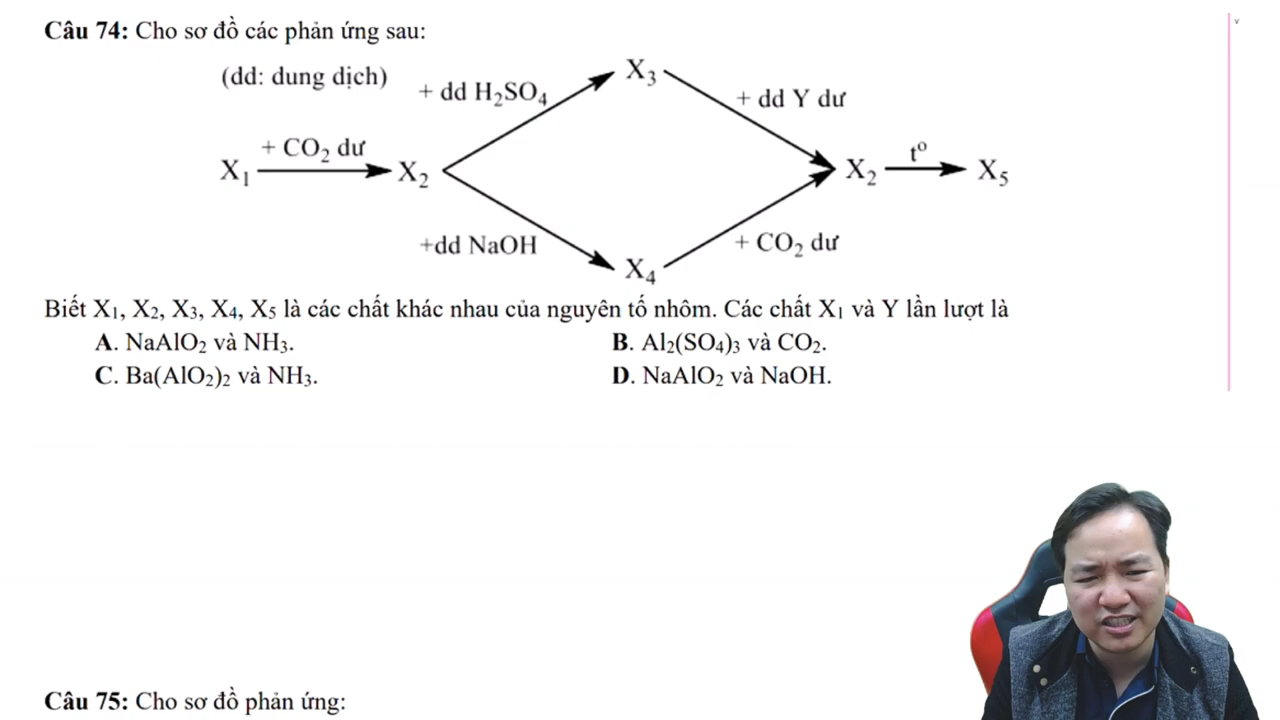 Câu 74: Cho sơ đồ các phản ứng sau:
(dd: dung dịch)
+ dd H₂SO₄
X₃
+ dd Y dư
X₁
+ CO₂ dư
X₂
X₂
tᵒ
X₅
+dd NaOH
X₄
+ CO₂ dư
Biết X₁, X₂, X₃, X₄, X₅ là các chất khác nhau của nguyên tố nhôm. Các chất X₁ và Y lần lượt là
A. NaAlO₂ và NH₃. B. Al₂(SO₄)₃ và CO₂.
C. Ba(AlO₂)₂ và NH₃. D. NaAlO₂ và NaOH.
Câu 75: Cho sơ đồ phản ứng: